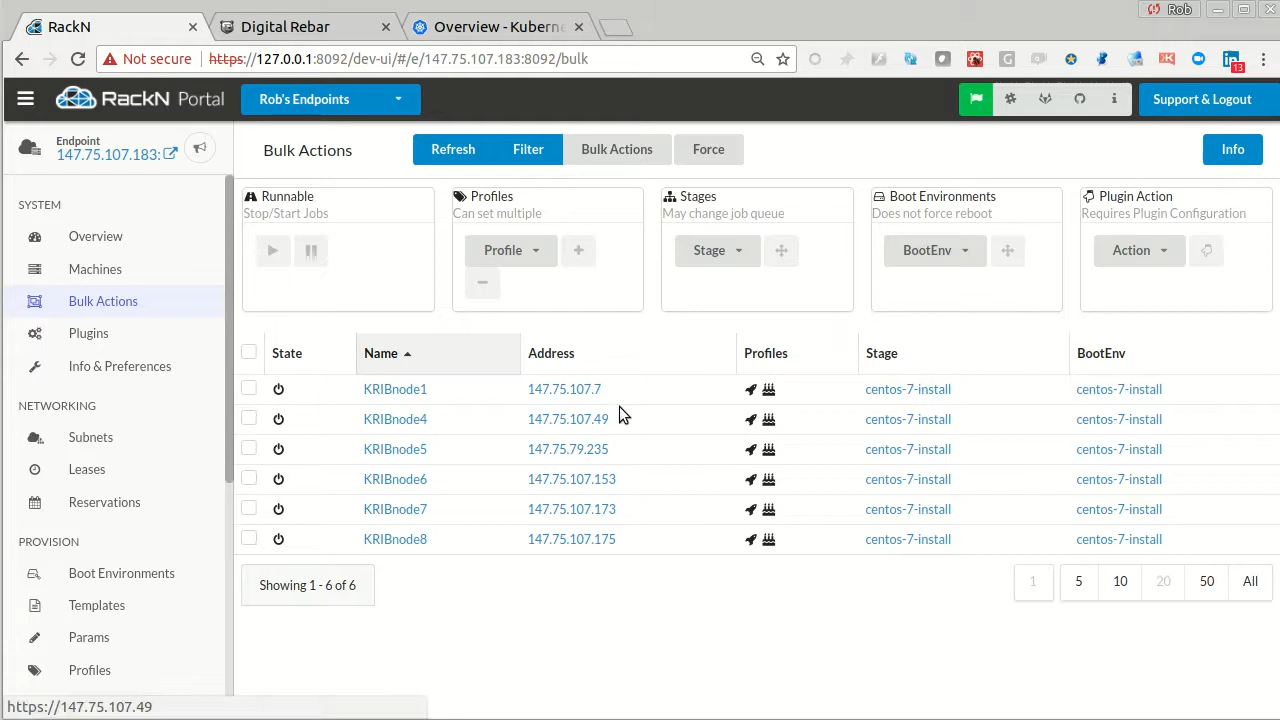 RackN
Digital Rebar
Overview - Kuberne
Rob
Not secure
https://127.0.0.1:8092/dev-ui/#/e/147.75.107.183:8092/bulk
13
RackN Portal
Rob's Endpoints
Support & Logout
Endpoint
147.75.107.183:
Bulk Actions
Refresh
Filter
Bulk Actions
Force
Info
SYSTEM
Overview
Machines
Bulk Actions
Plugins
Info & Preferences
NETWORKING
Subnets
Leases
Reservations
PROVISION
Boot Environments
Templates
Params
Profiles
Runnable
Stop/Start Jobs
Profiles
Can set multiple
Profile
Stages
May change job queue
Stage
Boot Environments
Does not force reboot
BootEnv
Plugin Action
Requires Plugin Configuration
Action
State Name Address Profiles Stage BootEnv
KRIBnode1 147.75.107.7 centos-7-install centos-7-install
KRIBnode4 147.75.107.49 centos-7-install centos-7-install
KRIBnode5 147.75.79.235 centos-7-install centos-7-install
KRIBnode6 147.75.107.153 centos-7-install centos-7-install
KRIBnode7 147.75.107.173 centos-7-install centos-7-install
KRIBnode8 147.75.107.175 centos-7-install centos-7-install
Showing 1 - 6 of 6
1 5 10 20 50 All
https://147.75.107.49